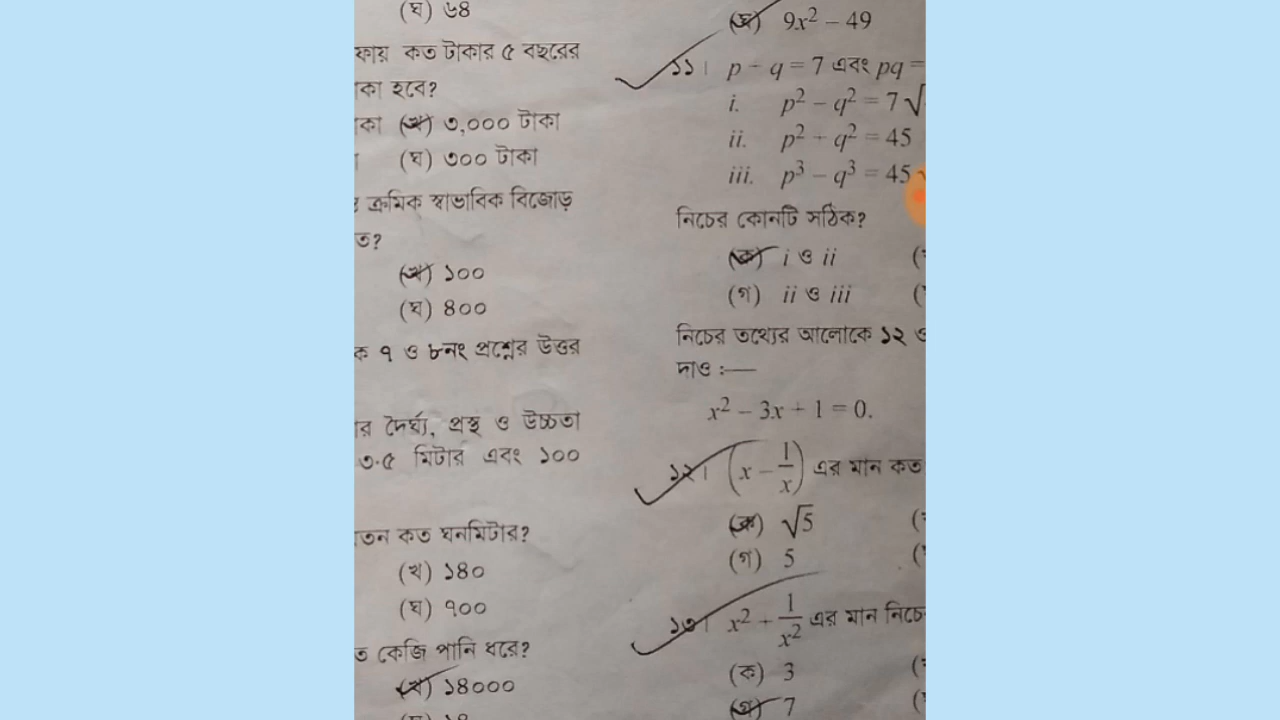 (ঘ) ৬৪
কত টাকার ৫ বছরের
হবে?
(খ) ৩,০০০ টাকা
(ঘ) ৩০০ টাকা
ক্রমিক স্বাভাবিক বিজোড়
(খ) ১০০
(ঘ) ৪০০
৭ ও ৮নং প্রশ্নের উত্তর
দৈর্ঘ্য, প্রস্থ ও উচ্চতা
৩.৫ মিটার এবং ১০০
কত ঘনমিটার?
(খ) ১৪০
(ঘ) ৭০০
কেজি পানি ধরে?
(খ) ১৪০০০
(ঘ) 9x² − 49
১১। p + q = 7 এবং pq =
i. p² − q² = 7√
ii. p² + q² = 45
iii. p³ − q³ = 45
নিচের কোনটি সঠিক?
(ক) i ও ii
(গ) ii ও iii
নিচের তথ্যের আলোকে ১২ ও
দাও :—
x² − 3x + 1 = 0.
১২। (x − 1/x) এর মান কত
(ক) √5
(গ) 5
১৩। x² + 1/x² এর মান
(ক) 3
(গ) 7